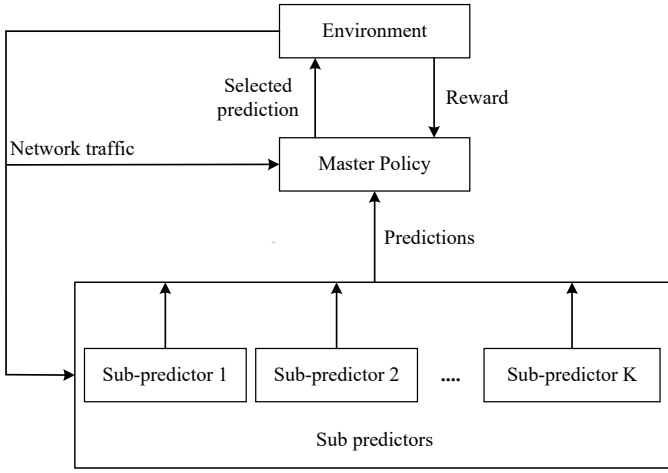 Environment
Selected
prediction
Reward
Network traffic
Master Policy
Predictions
Sub-predictor 1
Sub-predictor 2
....
Sub-predictor K
Sub predictors